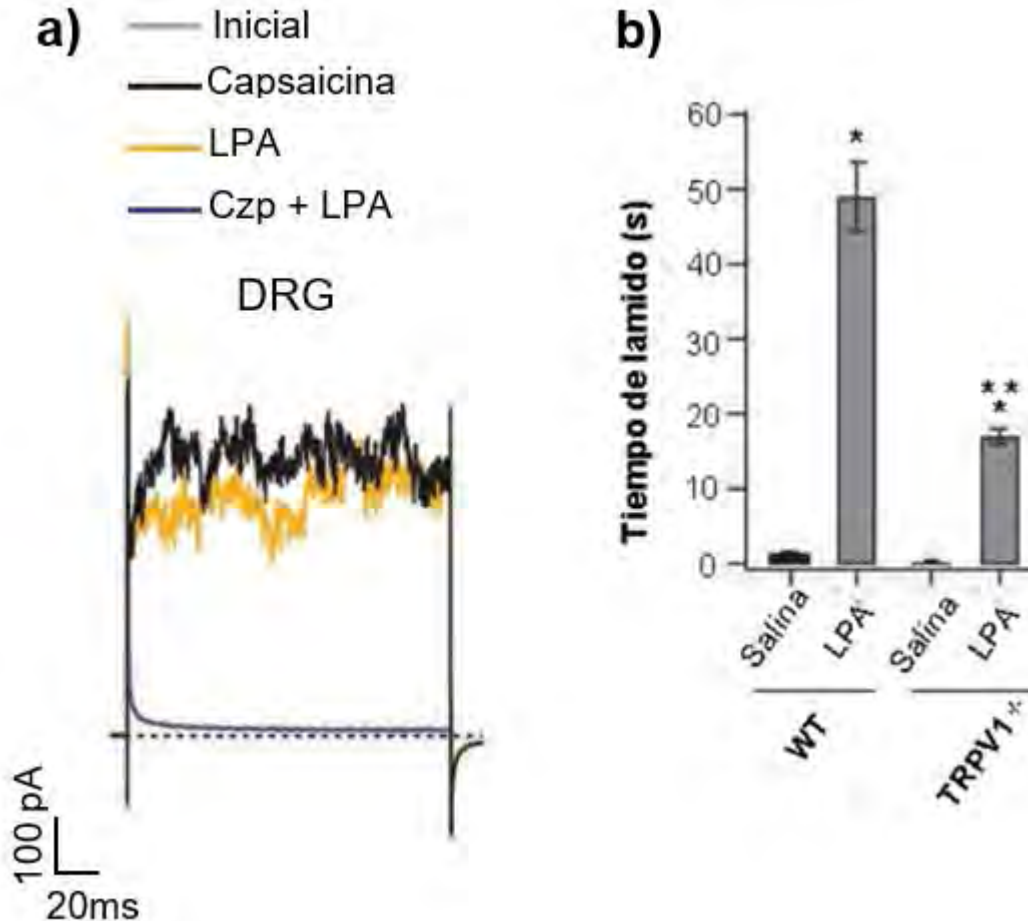 a)
Inicial
Capsaicina
LPA
Czp + LPA
DRG
100 pA
20ms
b)
Tiempo de lamido (s)
60
50
40
30
20
10
0
*
* *
*
Salina
LPA
Salina
LPA
WT
TRPV1-/-